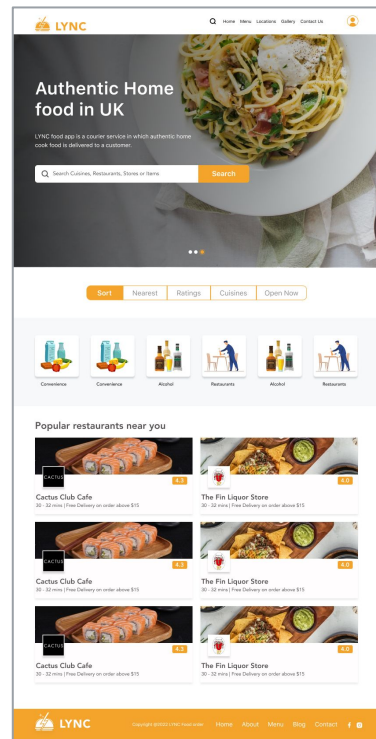 LYNC
Home Menu Locations Gallery Contact Us
Authentic Home
food in UK
LYNC food app is a courier service in which authentic home
cook food is delivered to a customer.
Search Cuisines, Restaurants, Stores or Items
Search
Sort Nearest Ratings Cuisines Open Now
Convenience Convenience Alcohol Restaurants Alcohol Restaurants
Popular restaurants near you
CACTUS 4.3 4.0
Cactus Club Cafe The Fin Liquor Store
30 - 32 mins | Free Delivery on order above $15 30 - 32 mins | Free Delivery on order above $15
CACTUS 4.3 4.0
Cactus Club Cafe The Fin Liquor Store
30 - 32 mins | Free Delivery on order above $15 30 - 32 mins | Free Delivery on order above $15
CACTUS 4.3 4.0
Cactus Club Cafe The Fin Liquor Store
30 - 32 mins | Free Delivery on order above $15 30 - 32 mins | Free Delivery on order above $15
LYNC Copyright Food order Home About Menu Blog Contact